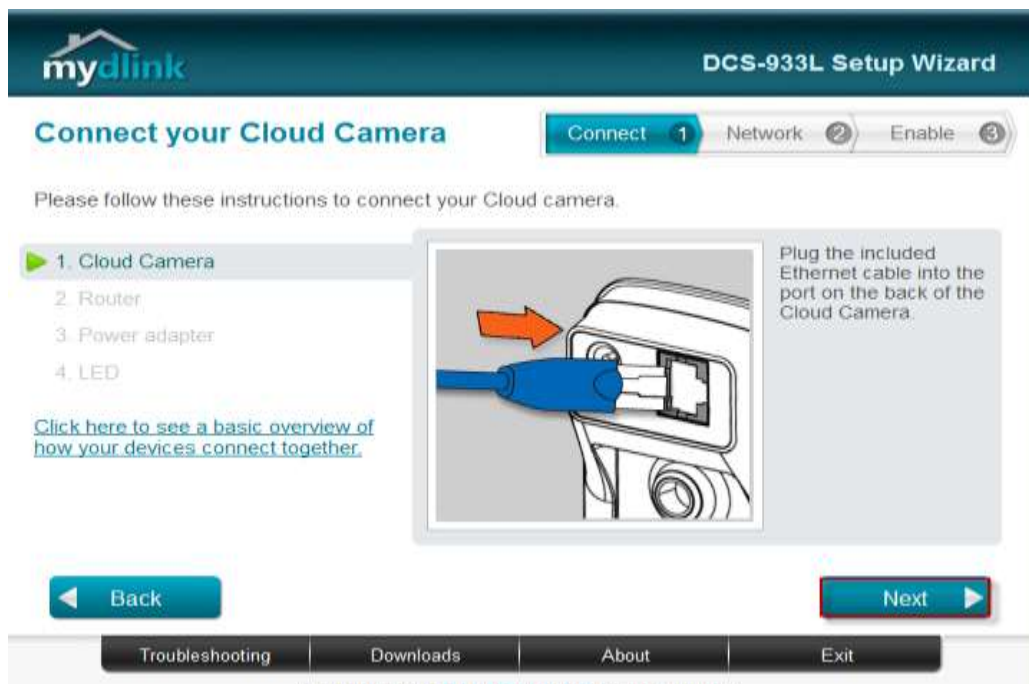 mydlink
DCS-933L Setup Wizard
Connect your Cloud Camera
Connect 1 Network 2 Enable 3
Please follow these instructions to connect your Cloud camera.
1. Cloud Camera
2. Router
3. Power adapter
4. LED
Click here to see a basic overview of
how your devices connect together.
Plug the included
Ethernet cable into the
port on the back of the
Cloud Camera.
Back
Next
Troubleshooting
Downloads
About
Exit